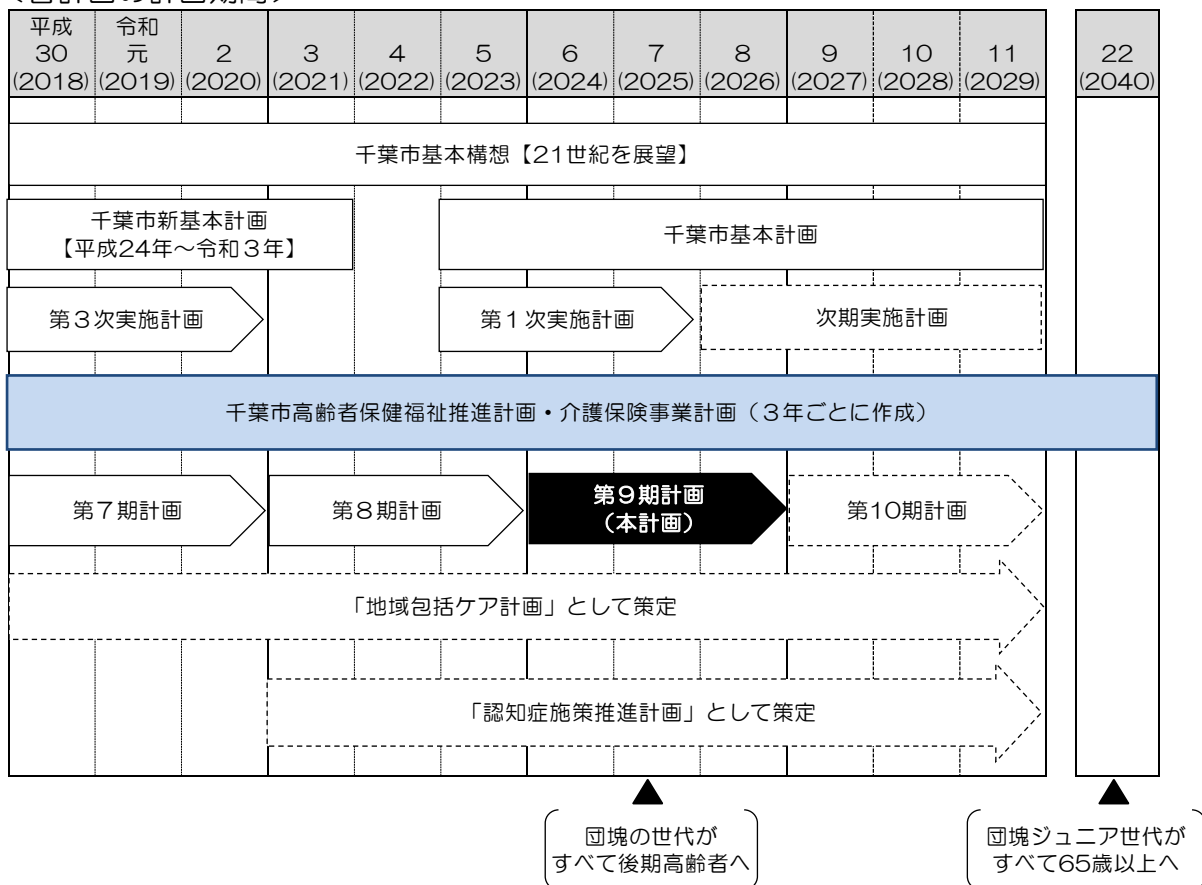 平成
30
(2018)
令和
元
(2019)
2
(2020)
3
(2021)
4
(2022)
5
(2023)
6
(2024)
7
(2025)
8
(2026)
9
(2027)
10
(2028)
11
(2029)
22
(2040)
千葉市基本構想【21世紀を展望】
千葉市新基本計画
【平成24年～令和3年】
千葉市基本計画
第3次実施計画
第1次実施計画
次期実施計画
千葉市高齢者保健福祉推進計画・介護保険事業計画（3年ごとに作成）
第7期計画
第8期計画
第9期計画
（本計画）
第10期計画
「地域包括ケア計画」として策定
「認知症施策推進計画」として策定
団塊の世代が
すべて後期高齢者へ
団塊ジュニア世代が
すべて65歳以上へ